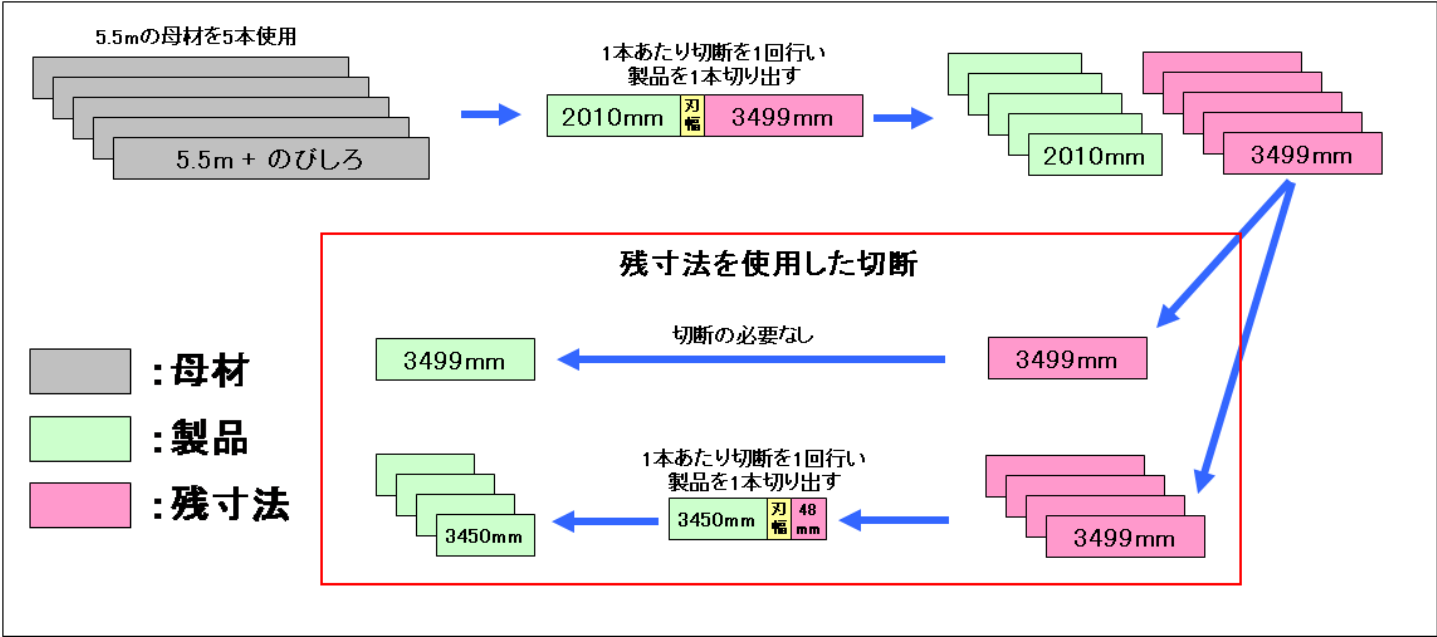 5.5mの母材を5本使用
5.5m + のびしろ
1本あたり切断を1回行い
製品を1本切り出す
2010mm
刃
幅
3499mm
2010mm
3499mm
残寸法を使用した切断
切断の必要なし
3499mm
3499mm
:母材
:製品
:残寸法
1本あたり切断を1回行い
製品を1本切り出す
3450mm
3450mm
刃
幅
48
mm
3499mm